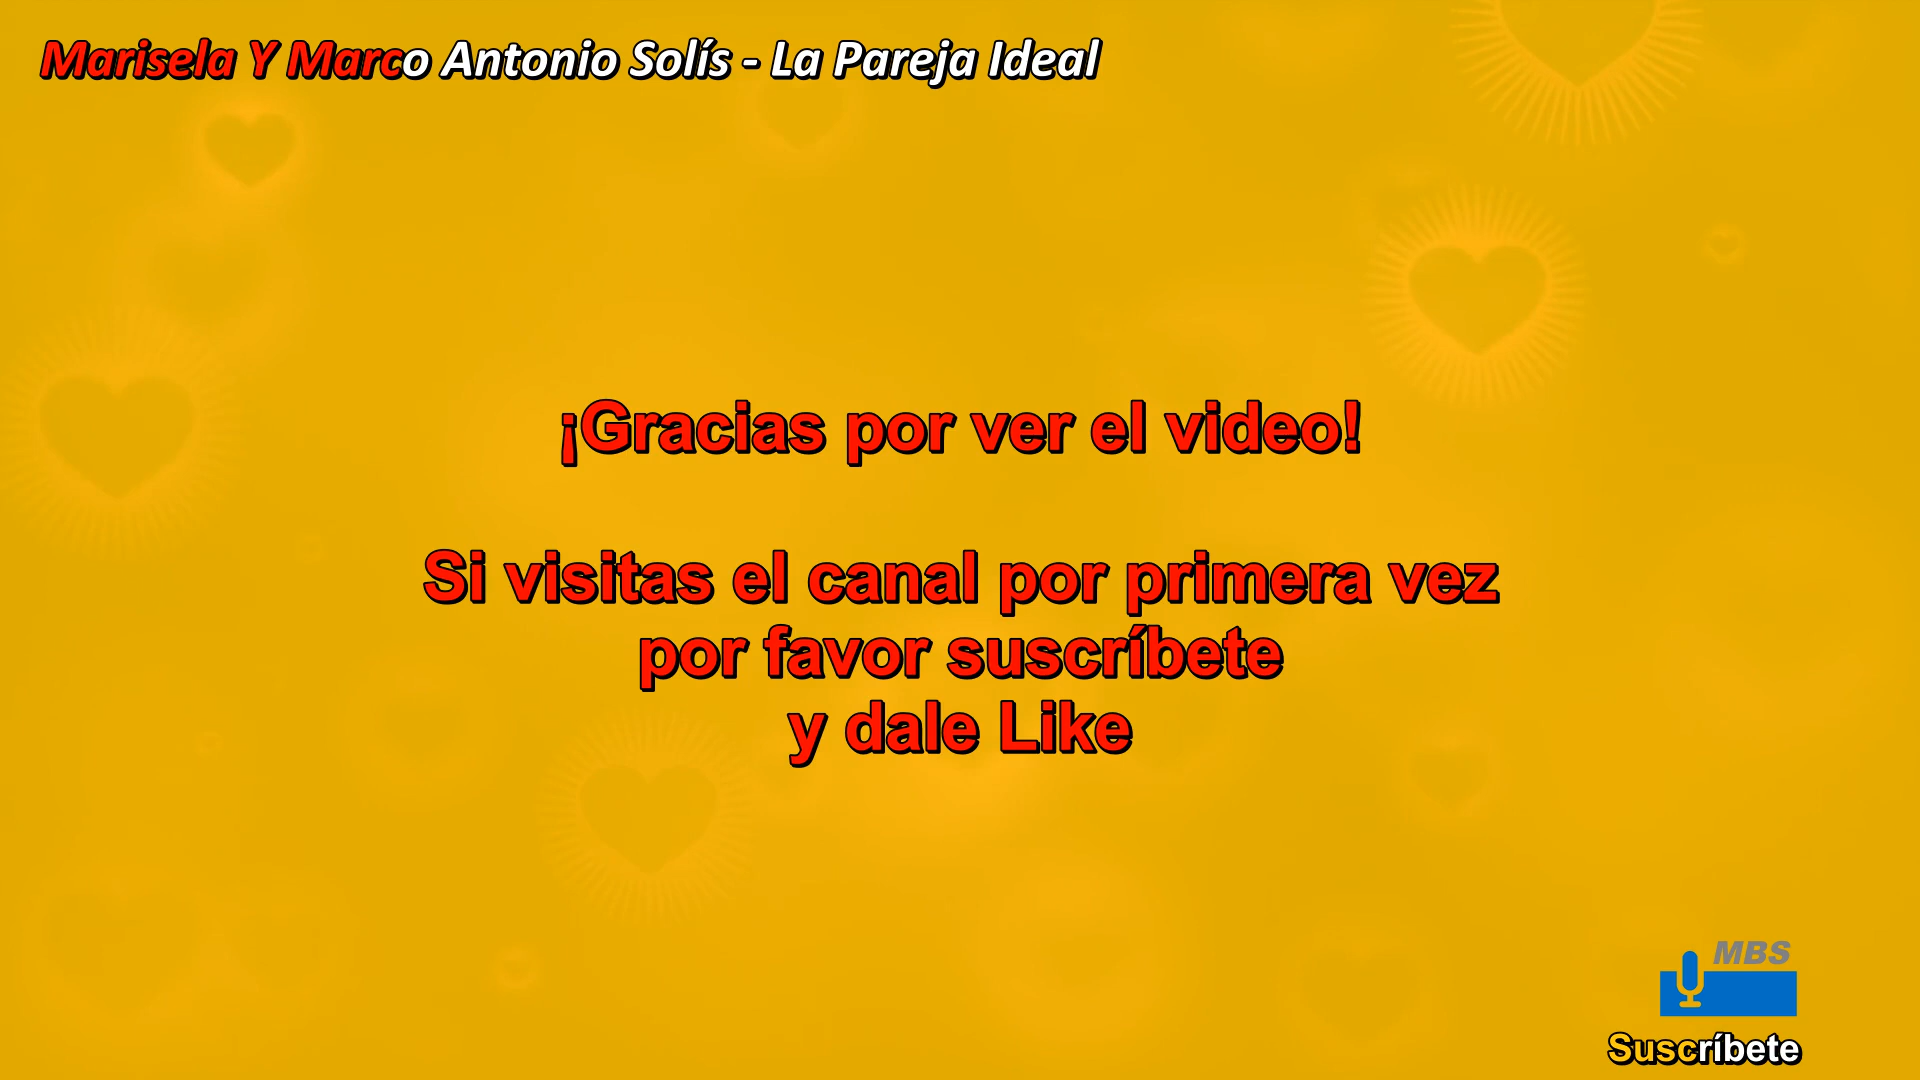 Marisela Y Marco Antonio Solís - La Pareja Ideal
¡Gracias por ver el video!
Si visitas el canal por primera vez
por favor suscríbete
y dale Like
MBS
Suscríbete